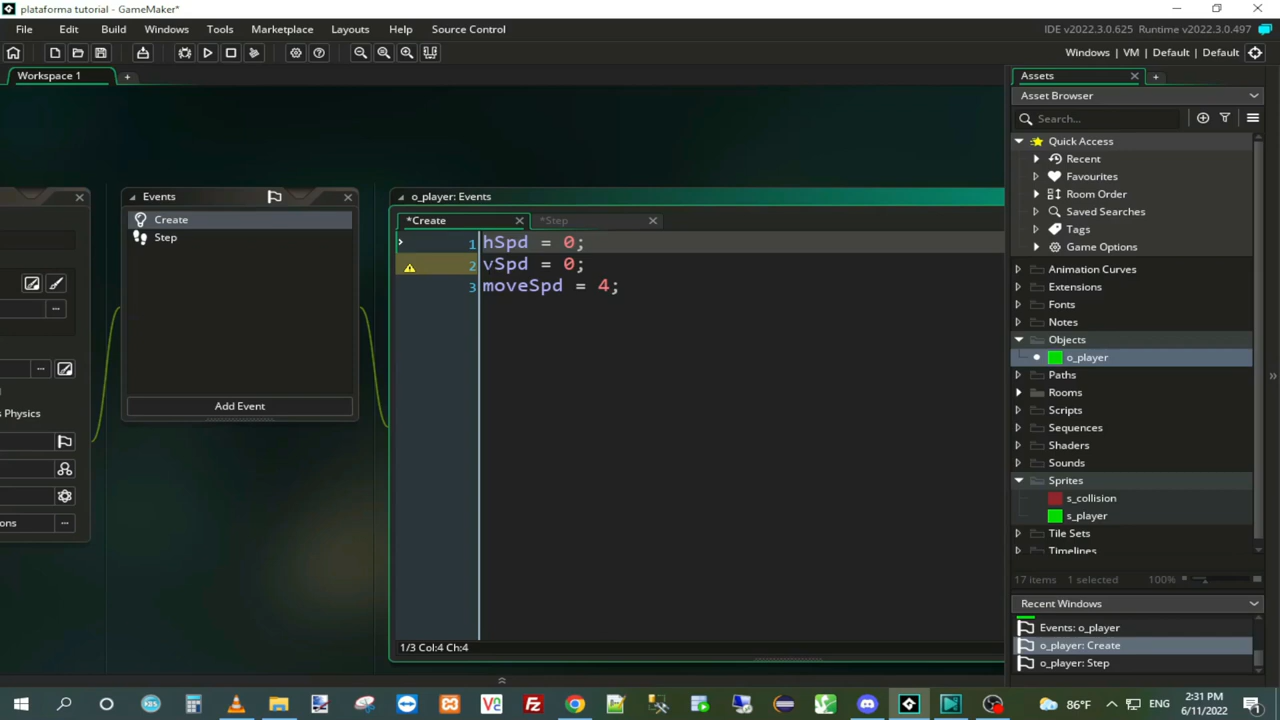 plataforma tutorial - GameMaker*
File Edit Build Windows Tools Marketplace Layouts Help Source Control
IDE v2022.3.0.625 Runtime v2022.3.0.497
Windows | VM | Default | Default
Workspace 1
Assets
Asset Browser
Search...
Quick Access
Recent
Favourites
Room Order
Saved Searches
Tags
Game Options
Animation Curves
Extensions
Fonts
Notes
Objects
o_player
Paths
Rooms
Scripts
Sequences
Shaders
Sounds
Sprites
s_collision
s_player
Tile Sets
Timelines
17 items 1 selected 100%
Recent Windows
Events: o_player
o_player: Create
o_player: Step
s Physics
ons
Events
Create
Step
Add Event
o_player: Events
*Create *Step
1 hSpd = 0;
2 vSpd = 0;
3 moveSpd = 4;
1/3 Col:4 Ch:4
86°F
ENG
2:31 PM
6/11/2022
1